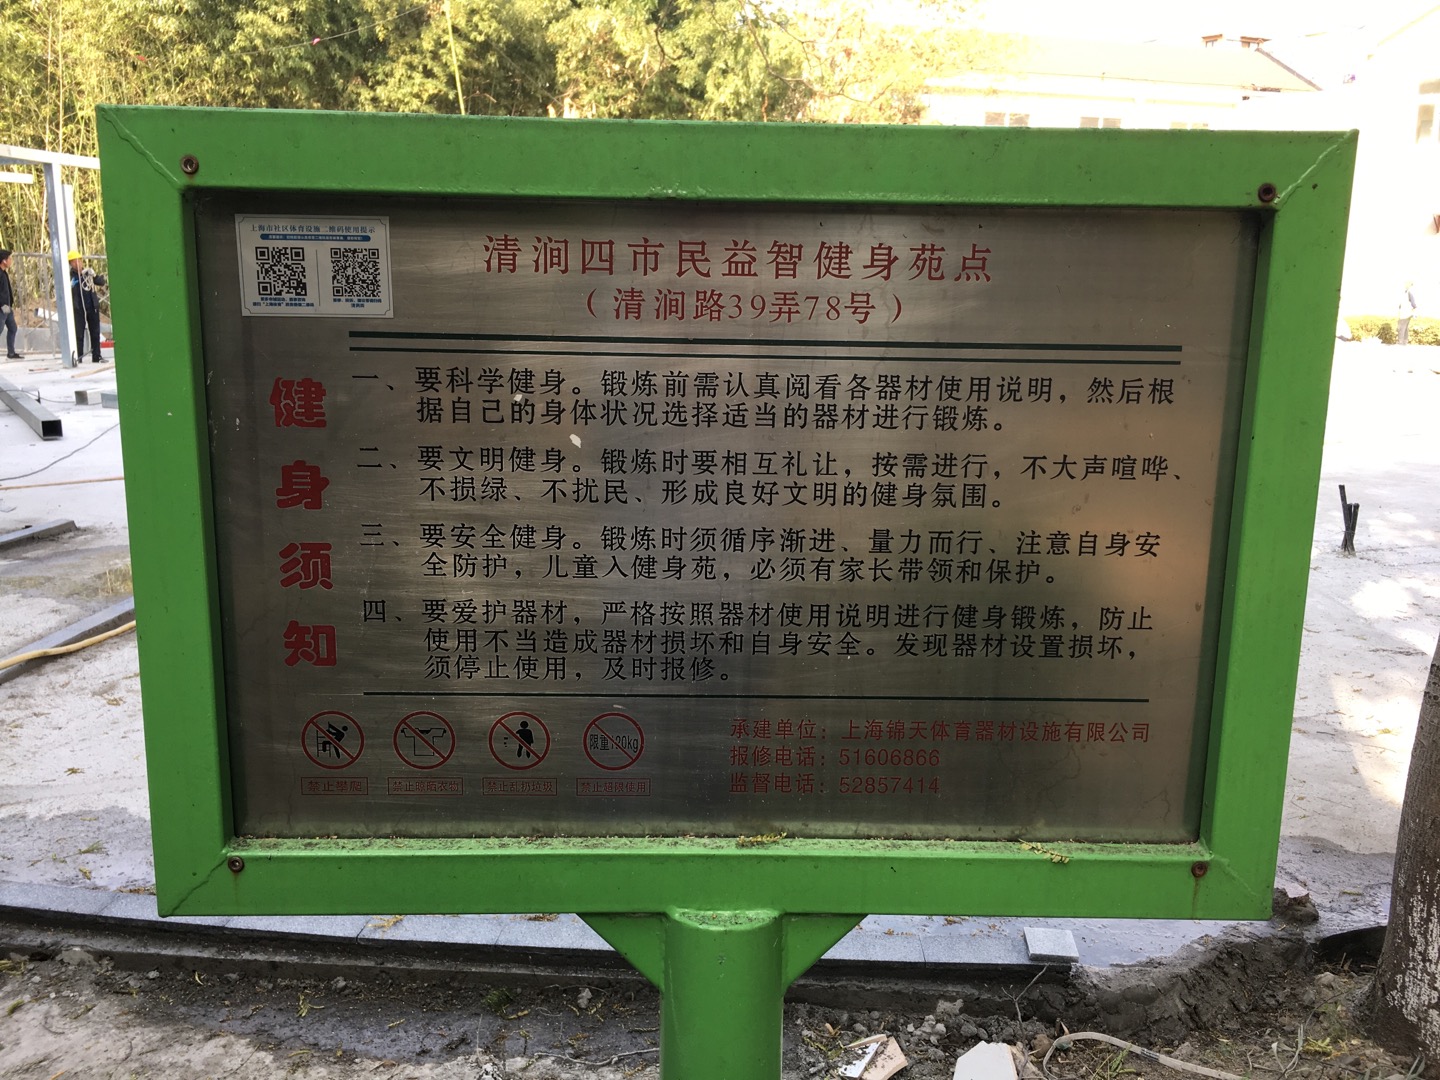 上海市社区体育设施二维码使用提示
清涧四市民益智健身苑点
（清涧路39弄78号）
健身须知
一、要科学健身。锻炼前需认真阅看各器材使用说明，然后根
据自己的身体状况选择适当的器材进行锻炼。
二、要文明健身。锻炼时要相互礼让，按需进行，不大声喧哗、
不损绿、不扰民、形成良好文明的健身氛围。
三、要安全健身。锻炼时须循序渐进、量力而行、注意自身安
全防护，儿童入健身苑，必须有家长带领和保护。
四、要爱护器材，严格按照器材使用说明进行健身锻炼，防止
使用不当造成器材损坏和自身安全。发现器材设置损坏，
须停止使用，及时报修。
限重120kg
禁止攀爬
禁止晾晒衣物
禁止乱扔垃圾
禁止超限使用
承建单位：上海锦天体育器材设施有限公司
报修电话：51606866
监督电话：52857414